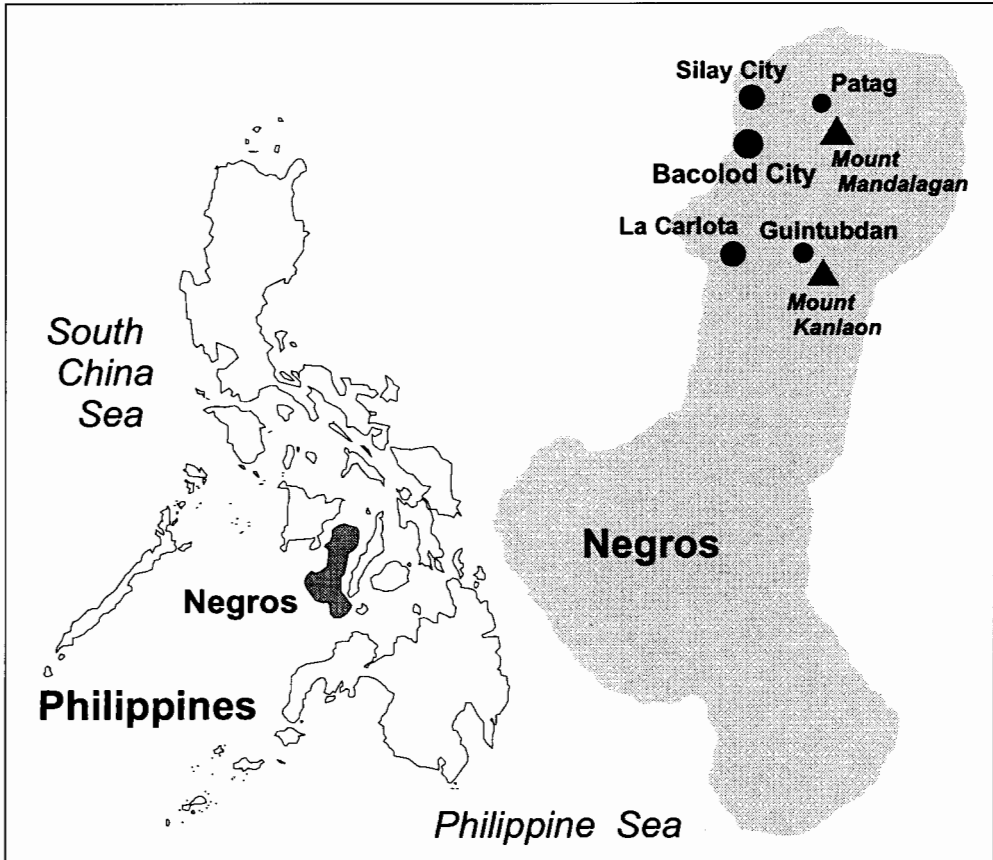 Silay City
Patag
Mount
Mandalagan
Bacolod City
La Carlota
Guintubdan
Mount
Kanlaon
South
China
Sea
Negros
Negros
Philippines
Philippine Sea